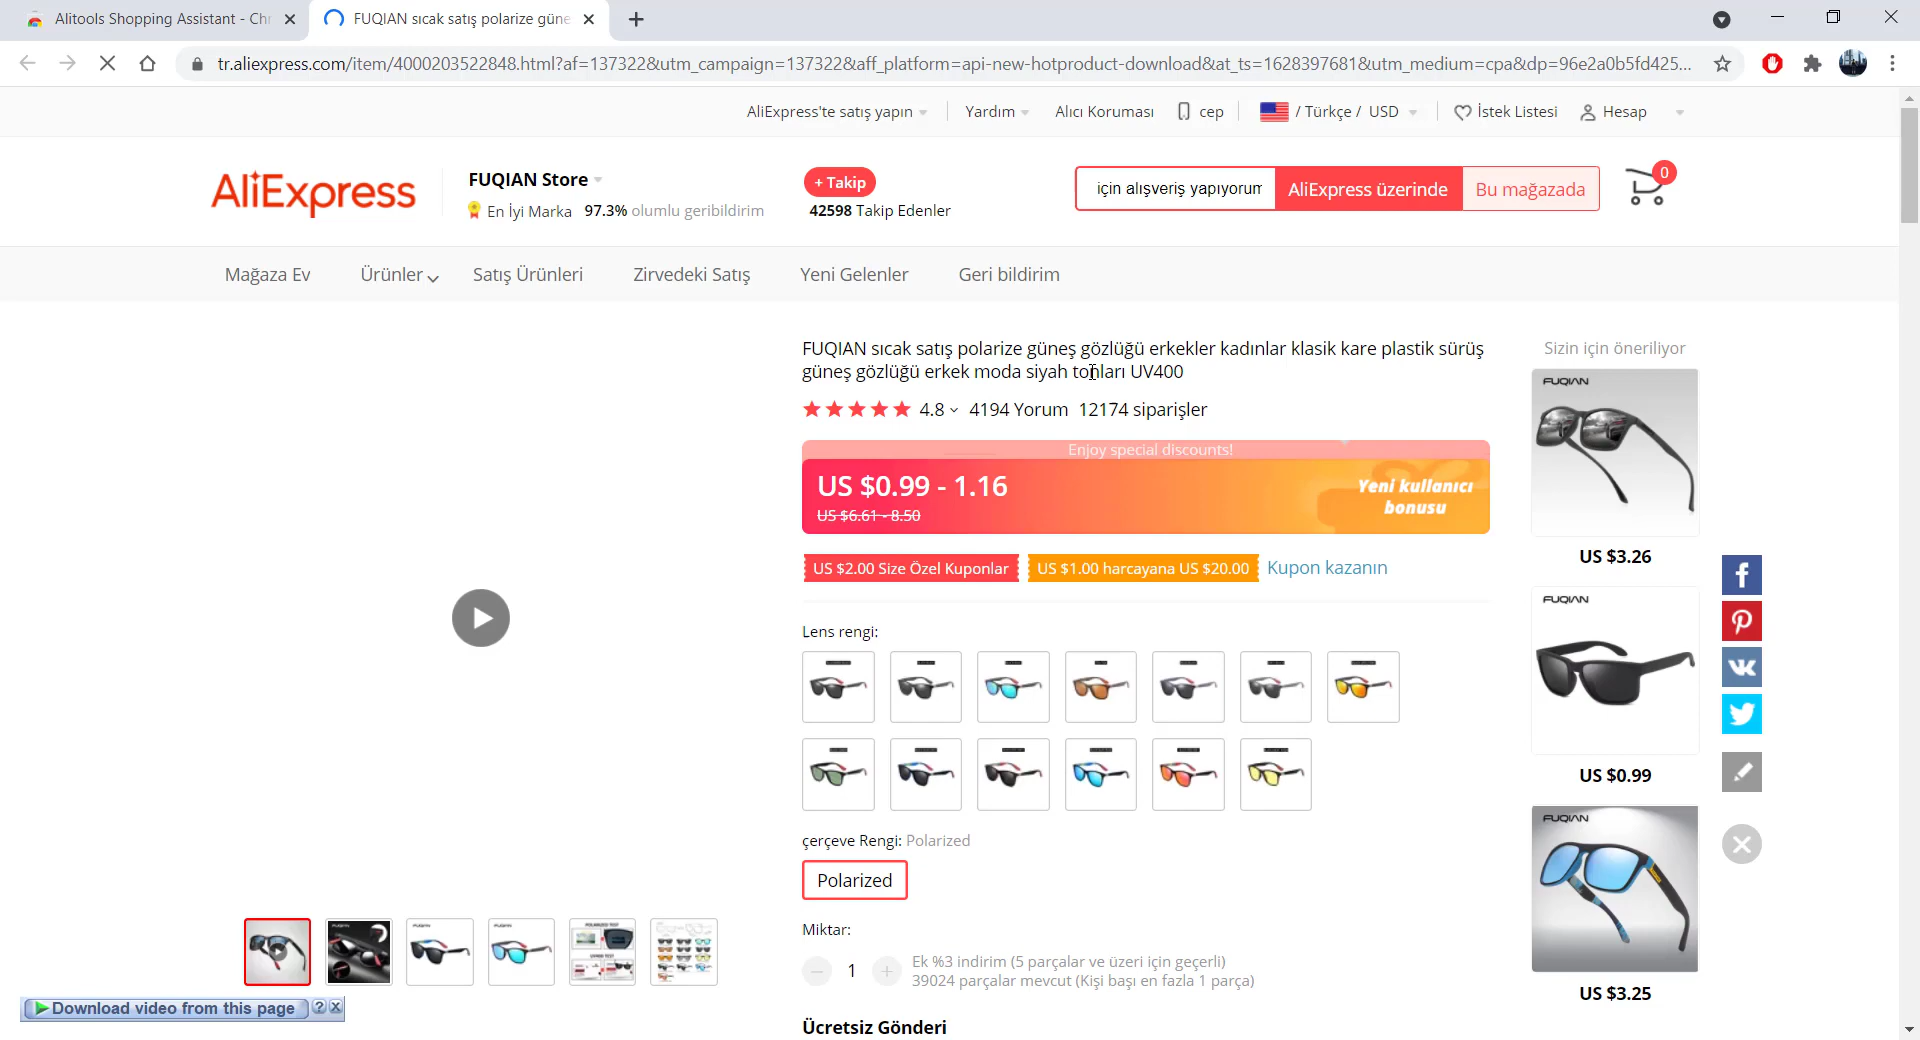 Alitools Shopping Assistant - Chr
FUQIAN sıcak satış polarize güne
tr.aliexpress.com/item/4000203522848.html?af=137322&utm_campaign=137322&aff_platform=api-new-hotproduct-download&at_ts=1628397681&utm_medium=cpa&dp=96e2a0b5fd425...
AliExpress'te satış yapın
Yardım
Alıcı Koruması
cep
/ Türkçe / USD
İstek Listesi
Hesap
AliExpress
FUQIAN Store
En İyi Marka 97.3% olumlu geribildirim
+ Takip
42598 Takip Edenler
için alışveriş yapıyorum
AliExpress üzerinde
Bu mağazada
0
Mağaza Ev
Ürünler
Satış Ürünleri
Zirvedeki Satış
Yeni Gelenler
Geri bildirim
FUQIAN sıcak satış polarize güneş gözlüğü erkekler kadınlar klasik kare plastik sürüş
güneş gözlüğü erkek moda siyah tonları UV400
4.8 4194 Yorum 12174 siparişler
Enjoy special discounts!
US $0.99 - 1.16
US $6.61 - 8.50
Yeni kullanıcı
bonusu
US $2.00 Size Özel Kuponlar
US $1.00 harcayana US $20.00
Kupon kazanın
Lens rengi:
çerçeve Rengi: Polarized
Polarized
Miktar:
1
Ek %3 indirim (5 parçalar ve üzeri için geçerli)
39024 parçalar mevcut (Kişi başı en fazla 1 parça)
Ücretsiz Gönderi
Sizin için öneriliyor
FUQIAN
US $3.26
FUQIAN
US $0.99
FUQIAN
US $3.25
Download video from this page